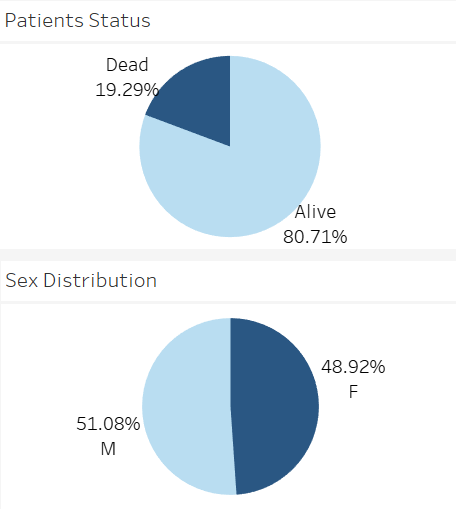 Patients Status
Dead
19.29%
Alive
80.71%
Sex Distribution
48.92%
F
51.08%
M